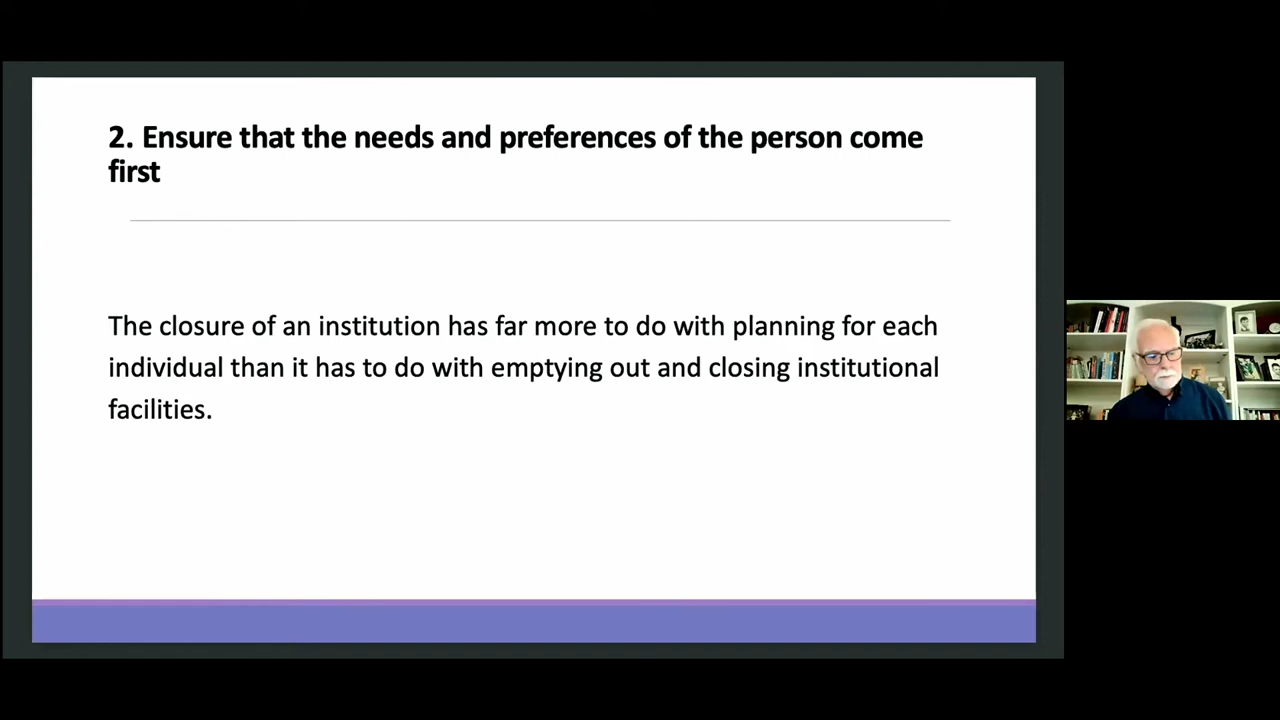 2. Ensure that the needs and preferences of the person come
first
The closure of an institution has far more to do with planning for each
individual than it has to do with emptying out and closing institutional
facilities.